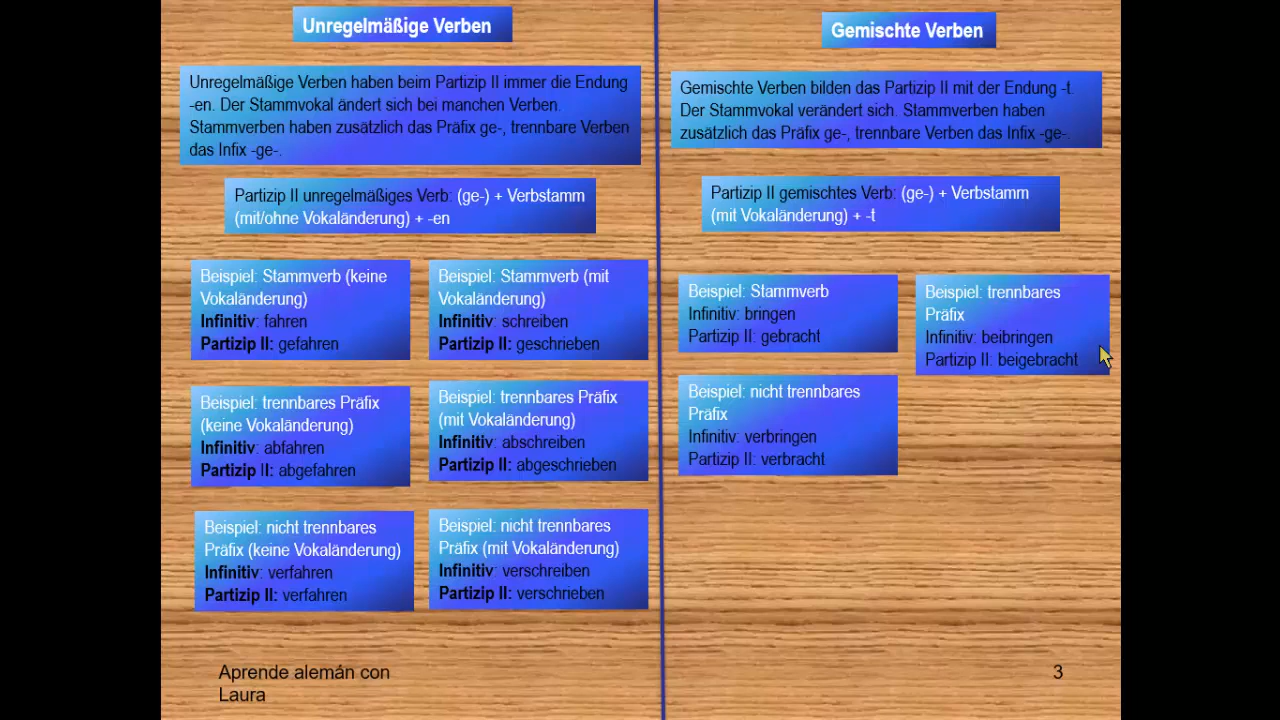 Unregelmäßige Verben
Unregelmäßige Verben haben beim Partizip II immer die Endung
-en. Der Stammvokal ändert sich bei manchen Verben.
Stammverben haben zusätzlich das Präfix ge-, trennbare Verben
das Infix -ge-.
Partizip II unregelmäßiges Verb: (ge-) + Verbstamm
(mit/ohne Vokaländerung) + -en
Beispiel: Stammverb (keine
Vokaländerung)
Infinitiv: fahren
Partizip II: gefahren
Beispiel: Stammverb (mit
Vokaländerung)
Infinitiv: schreiben
Partizip II: geschrieben
Beispiel: trennbares Präfix
(keine Vokaländerung)
Infinitiv: abfahren
Partizip II: abgefahren
Beispiel: trennbares Präfix
(mit Vokaländerung)
Infinitiv: abschreiben
Partizip II: abgeschrieben
Beispiel: nicht trennbares
Präfix (keine Vokaländerung)
Infinitiv: verfahren
Partizip II: verfahren
Beispiel: nicht trennbares
Präfix (mit Vokaländerung)
Infinitiv: verschreiben
Partizip II: verschrieben
Gemischte Verben
Gemischte Verben bilden das Partizip II mit der Endung -t.
Der Stammvokal verändert sich. Stammverben haben
zusätzlich das Präfix ge-, trennbare Verben das Infix -ge-.
Partizip II gemischtes Verb: (ge-) + Verbstamm
(mit Vokaländerung) + -t
Beispiel: Stammverb
Infinitiv: bringen
Partizip II: gebracht
Beispiel: trennbares
Präfix
Infinitiv: beibringen
Partizip II: beigebracht
Beispiel: nicht trennbares
Präfix
Infinitiv: verbringen
Partizip II: verbracht
Aprende alemán con
Laura
3